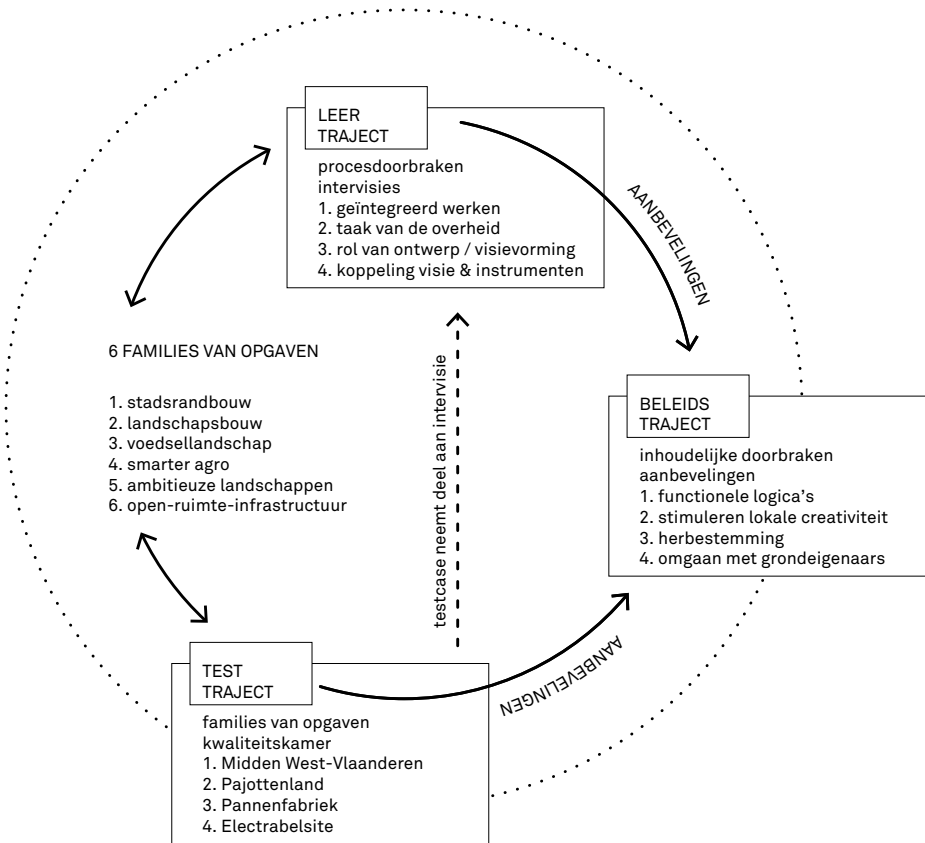 LEER
TRAJECT
procesdoorbraken
intervisies
1. geïntegreerd werken
2. taak van de overheid
3. rol van ontwerp / visievorming
4. koppeling visie & instrumenten
AANBEVELINGEN
6 FAMILIES VAN OPGAVEN
1. stadsrandbouw
2. landschapsbouw
3. voedsellandschap
4. smarter agro
5. ambitieuze landschappen
6. open-ruimte-infrastructuur
testcase neemt deel aan intervisie
BELEIDS
TRAJECT
inhoudelijke doorbraken
aanbevelingen
1. functionele logica's
2. stimuleren lokale creativiteit
3. herbestemming
4. omgaan met grondeigenaars
AANBEVELINGEN
TEST
TRAJECT
families van opgaven
kwaliteitskamer
1. Midden West-Vlaanderen
2. Pajottenland
3. Pannenfabriek
4. Electrabelsite